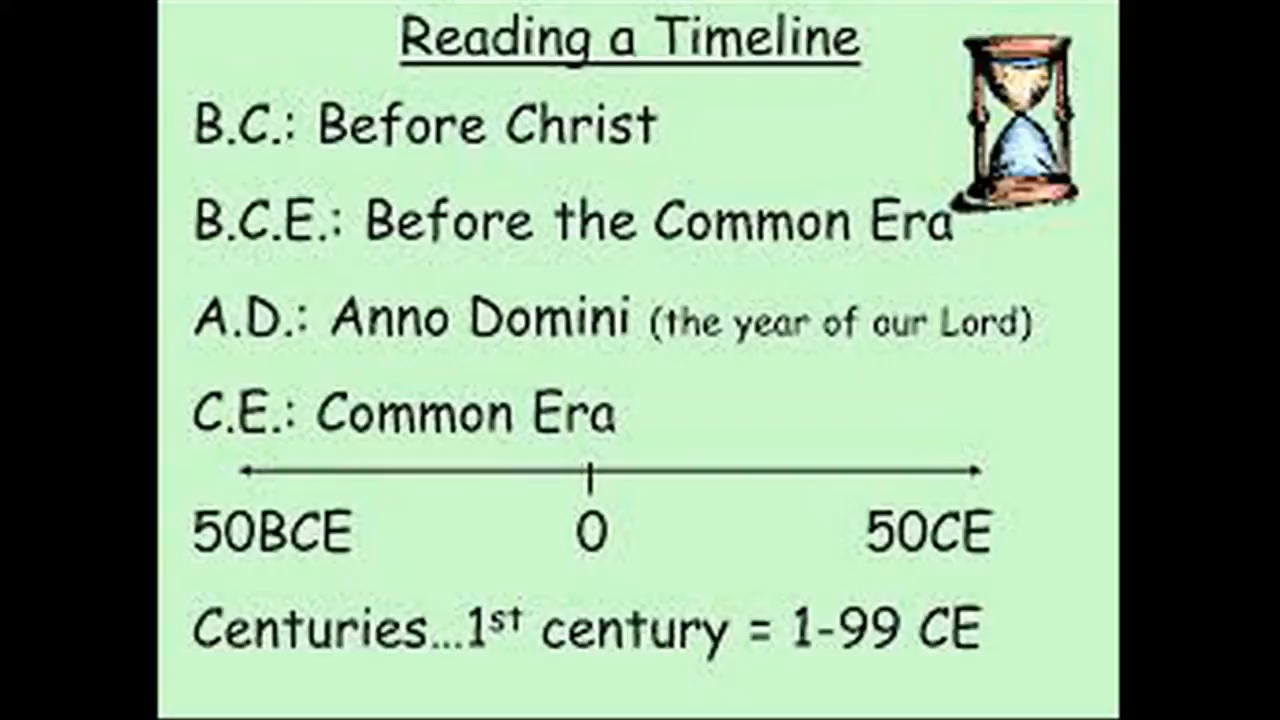 Reading a Timeline
B.C.: Before Christ
B.C.E.: Before the Common Era
A.D.: Anno Domini (the year of our Lord)
C.E.: Common Era
50BCE 0 50CE
Centuries...1st century = 1-99 CE